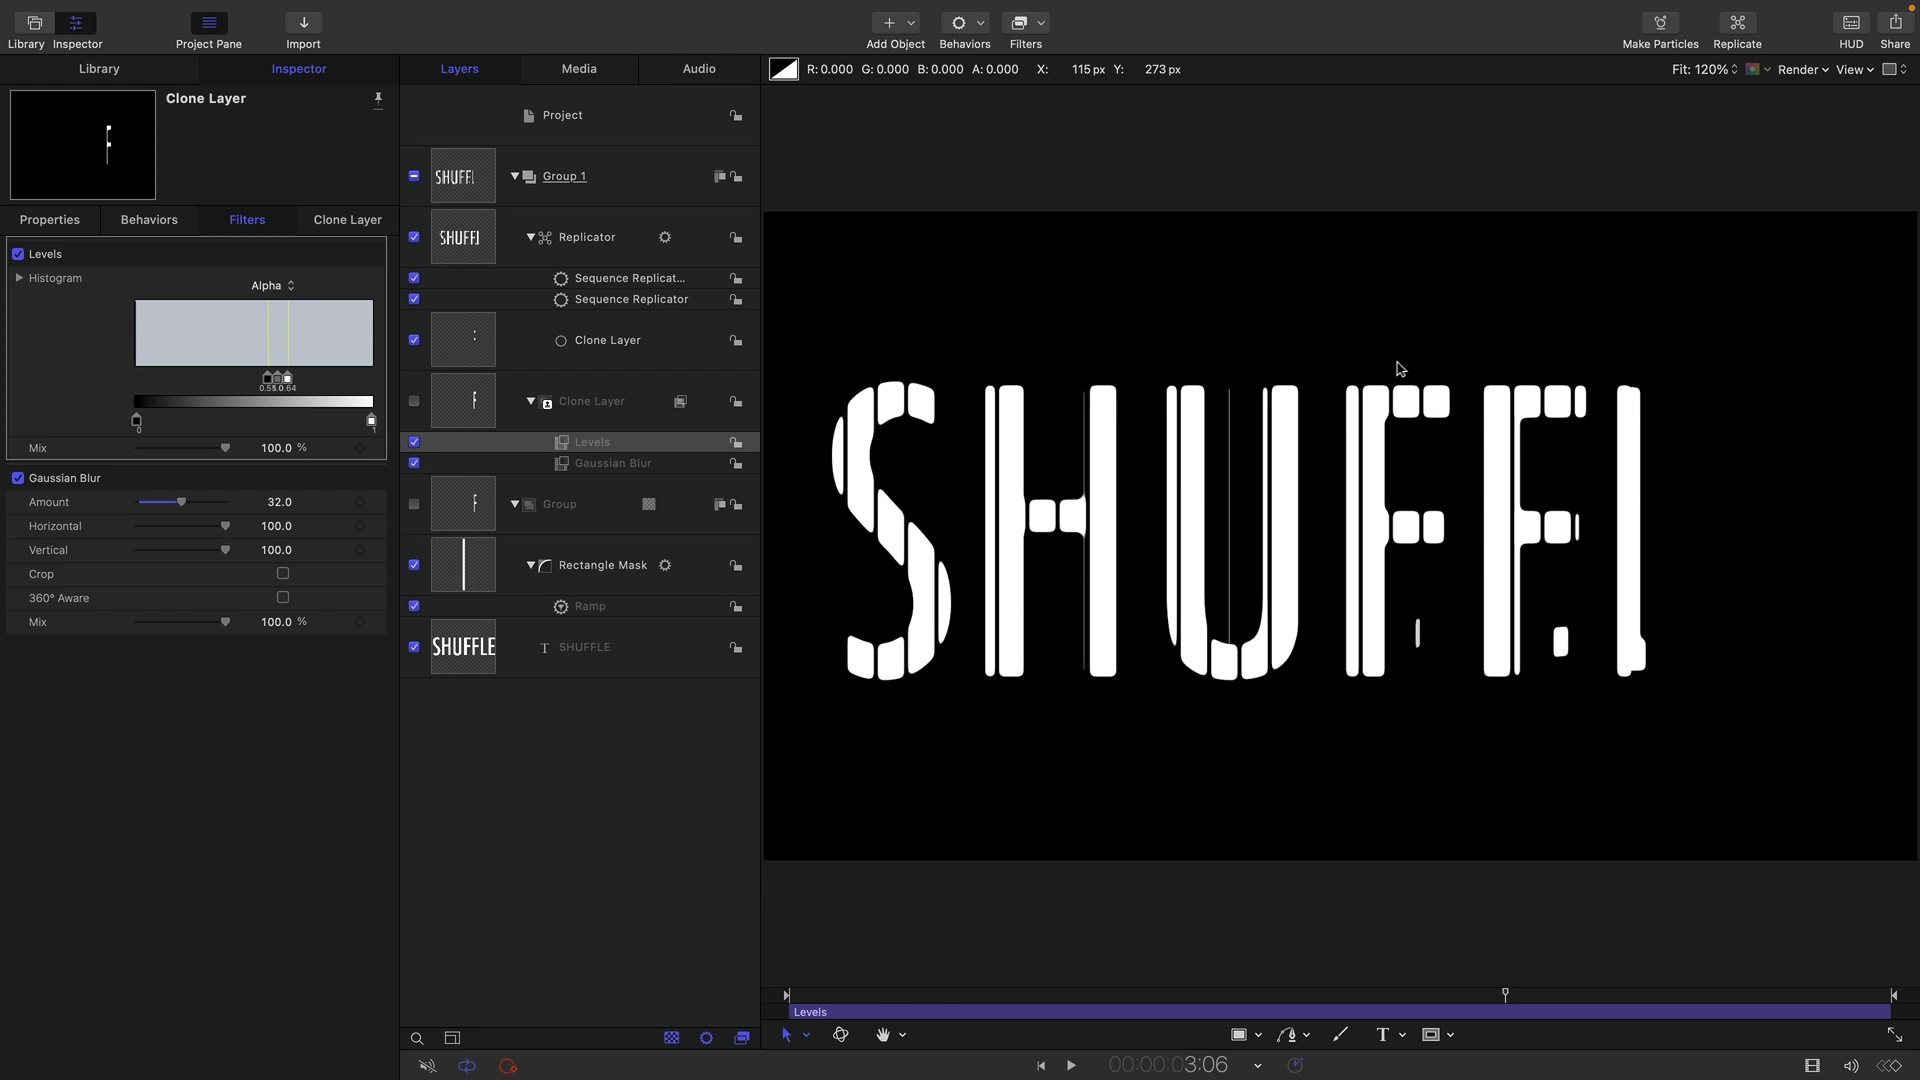 Library
Inspector
Project Pane
Import
Add Object
Behaviors
Filters
Make Particles
Replicate
HUD
Share
Library
Inspector
Layers
Media
Audio
R: 0.000 G: 0.000 B: 0.000 A: 0.000 X: 115 px Y: 273 px
Fit: 120%
Render
View
Clone Layer
Properties
Behaviors
Filters
Clone Layer
Levels
Histogram
Alpha
0
1
Mix 100.0 %
Gaussian Blur
Amount 32.0
Horizontal 100.0
Vertical 100.0
Crop
360° Aware
Mix 100.0 %
Project
Group 1
Replicator
Sequence Replicat...
Sequence Replicator
Clone Layer
Clone Layer
Levels
Gaussian Blur
Group
Rectangle Mask
Ramp
SHUFFLE
T SHUFFLE
SHUFFL
Levels
T
00:00:03:06